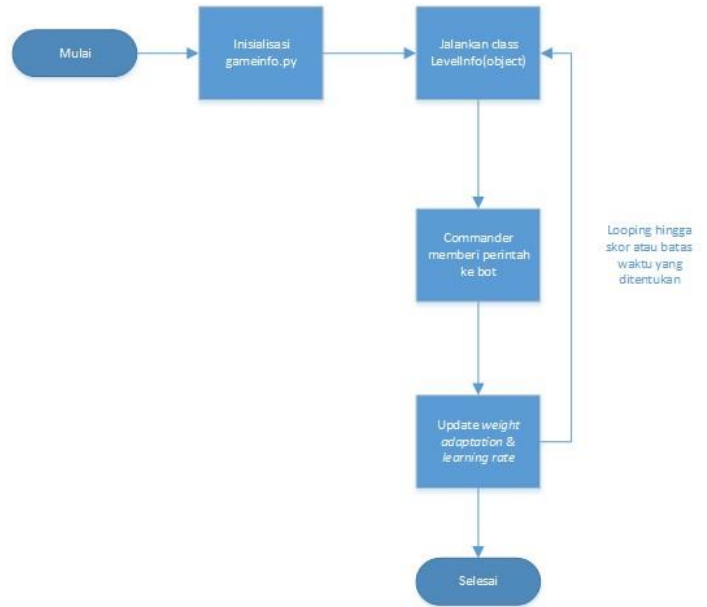 Mulai
Inisialisasi
gameinfo.py
Jalankan class
LevelInfo(object)
Commander
memberi perintah
ke bot
Looping hingga
skor atau batas
waktu yang
ditentukan
Update weight
adaptation &
learning rate
Selesai